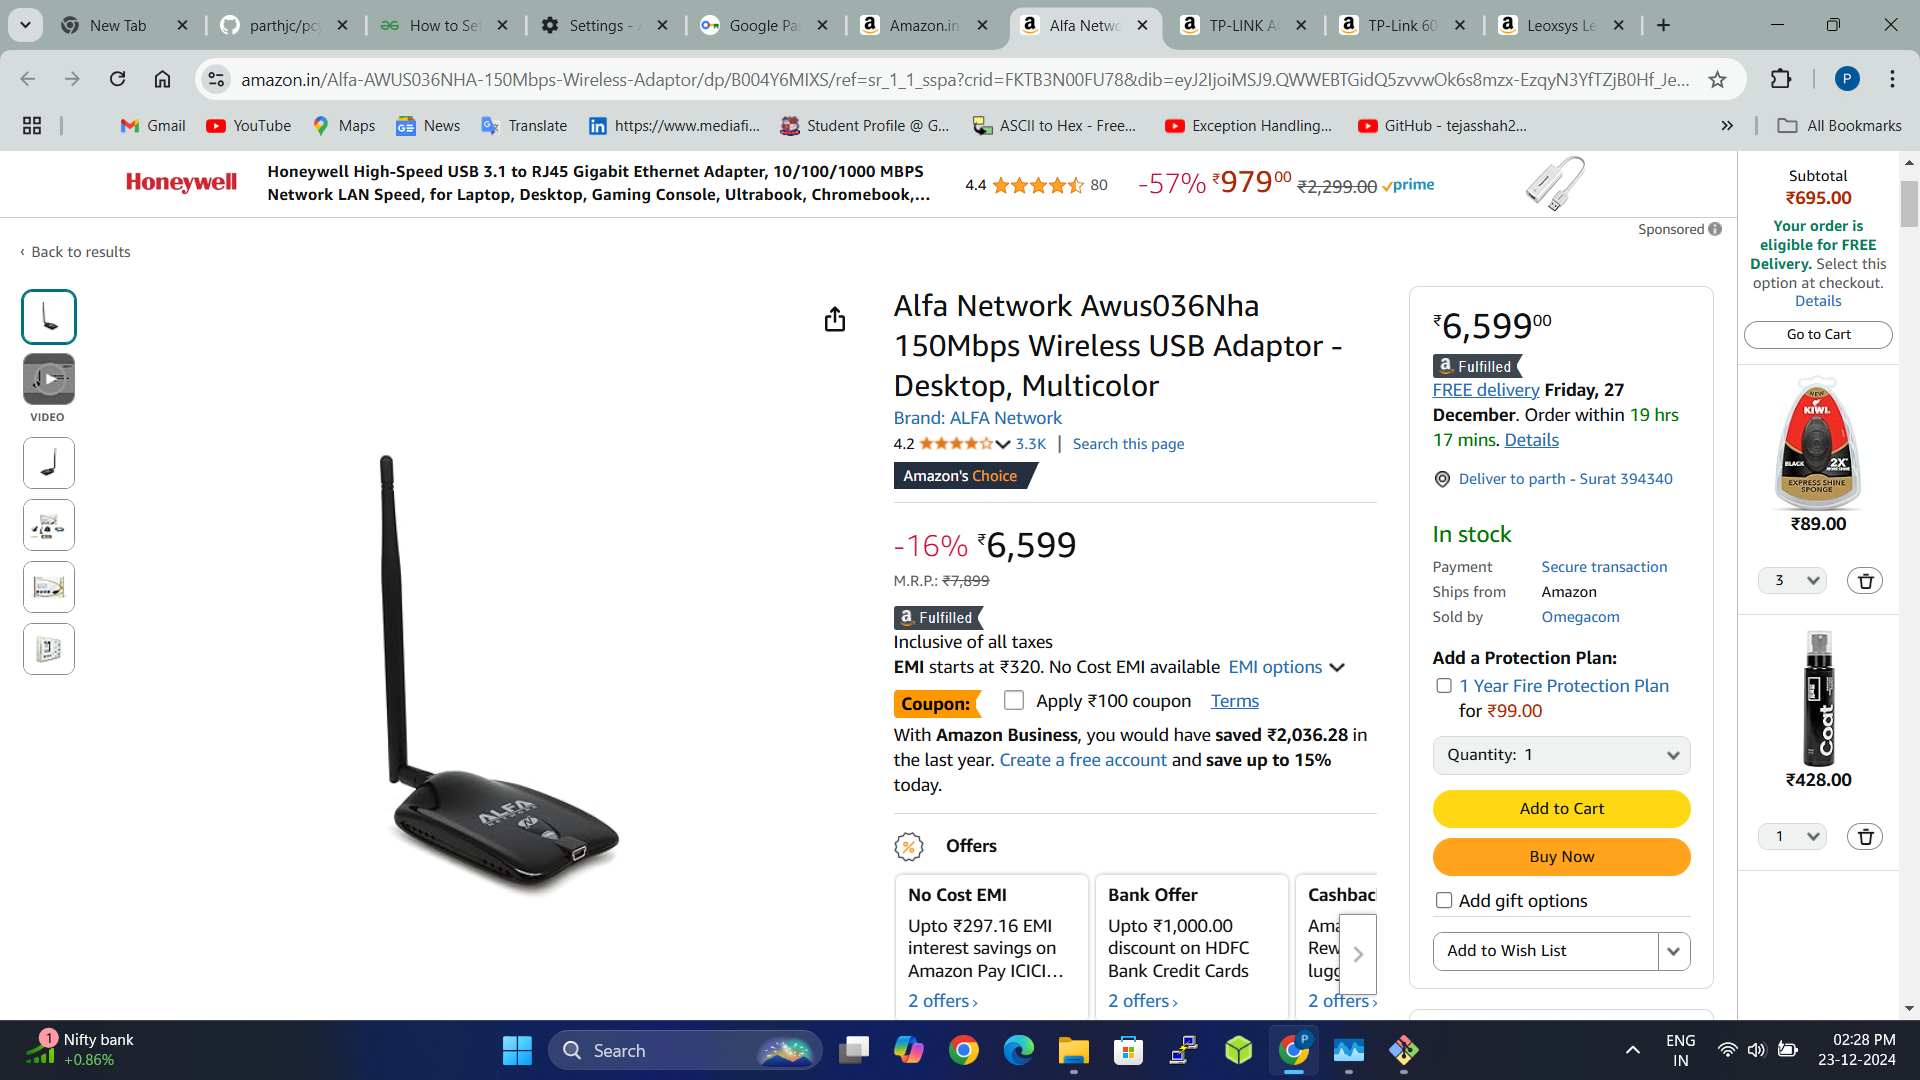 New Tab
parthjc/pcy
How to Se
Settings - A
Google Pas
Amazon.in
Alfa Netwo
TP-LINK A
TP-Link 60
Leoxsys Le
amazon.in/Alfa-AWUS036NHA-150Mbps-Wireless-Adaptor/dp/B004Y6MIXS/ref=sr_1_1_sspa?crid=FKTB3N00FU78&dib=eyJ2IjoiMSJ9.QWWEBTGidQ5zvvwOk6s8mzx-EzqyN3YfTZjB0Hf_Je...
P
Gmail
YouTube
Maps
News
Translate
https://www.mediafi...
Student Profile @ G...
ASCII to Hex - Free...
Exception Handling...
GitHub - tejasshah2...
All Bookmarks
Honeywell
Honeywell High-Speed USB 3.1 to RJ45 Gigabit Ethernet Adapter, 10/100/1000 MBPS
Network LAN Speed, for Laptop, Desktop, Gaming Console, Ultrabook, Chromebook,...
4.4 80 -57% ₹979 00 ₹2,299.00 prime
Sponsored
‹ Back to results
VIDEO
ALFA
NETWORK
Alfa Network Awus036Nha
150Mbps Wireless USB Adaptor -
Desktop, Multicolor
Brand: ALFA Network
4.2 3.3K | Search this page
Amazon's Choice
-16% ₹6,599
M.R.P.: ₹7,899
Fulfilled
Inclusive of all taxes
EMI starts at ₹320. No Cost EMI available EMI options
Coupon: Apply ₹100 coupon Terms
With Amazon Business, you would have saved ₹2,036.28 in
the last year. Create a free account and save up to 15%
today.
Offers
No Cost EMI
Upto ₹297.16 EMI
interest savings on
Amazon Pay ICICI...
2 offers ›
Bank Offer
Upto ₹1,000.00
discount on HDFC
Bank Credit Cards
2 offers ›
Cashbac
Ama
Rew
lugg
2 offers ›
₹6,599 00
Fulfilled
FREE delivery Friday, 27
December. Order within 19 hrs
17 mins. Details
Deliver to parth - Surat 394340
In stock
Payment Secure transaction
Ships from Amazon
Sold by Omegacom
Add a Protection Plan:
1 Year Fire Protection Plan
for ₹99.00
Quantity: 1
Add to Cart
Buy Now
Add gift options
Add to Wish List
Subtotal
₹695.00
Your order is
eligible for FREE
Delivery. Select this
option at checkout.
Details
Go to Cart
NEW
KIWI
BLACK
2X
EXPRESS SHINE
SPONGE
₹89.00
3
Coat
₹428.00
1
1
Nifty bank
+0.86%
Search
P
ENG
IN
02:28 PM
23-12-2024